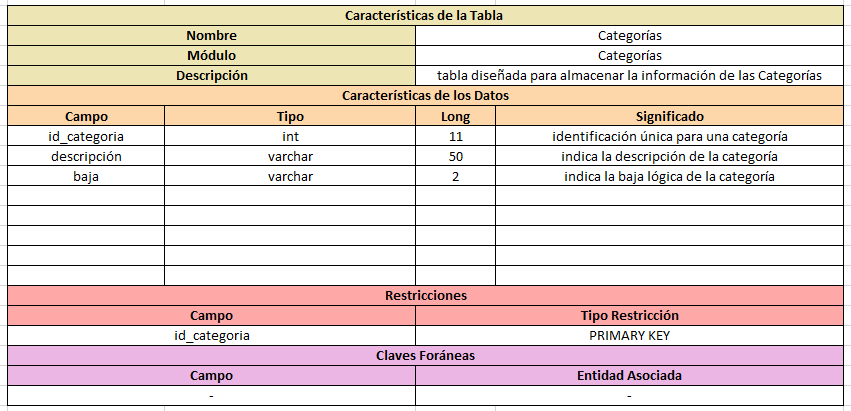 Características de la Tabla
Nombre Categorías
Módulo Categorías
Descripción tabla diseñada para almacenar la información de las Categorías
Características de los Datos
Campo Tipo Long Significado
id_categoria int 11 identificación única para una categoría
descripción varchar 50 indica la descripción de la categoría
baja varchar 2 indica la baja lógica de la categoría
Restricciones
Campo Tipo Restricción
id_categoria PRIMARY KEY
Claves Foráneas
Campo Entidad Asociada
- -